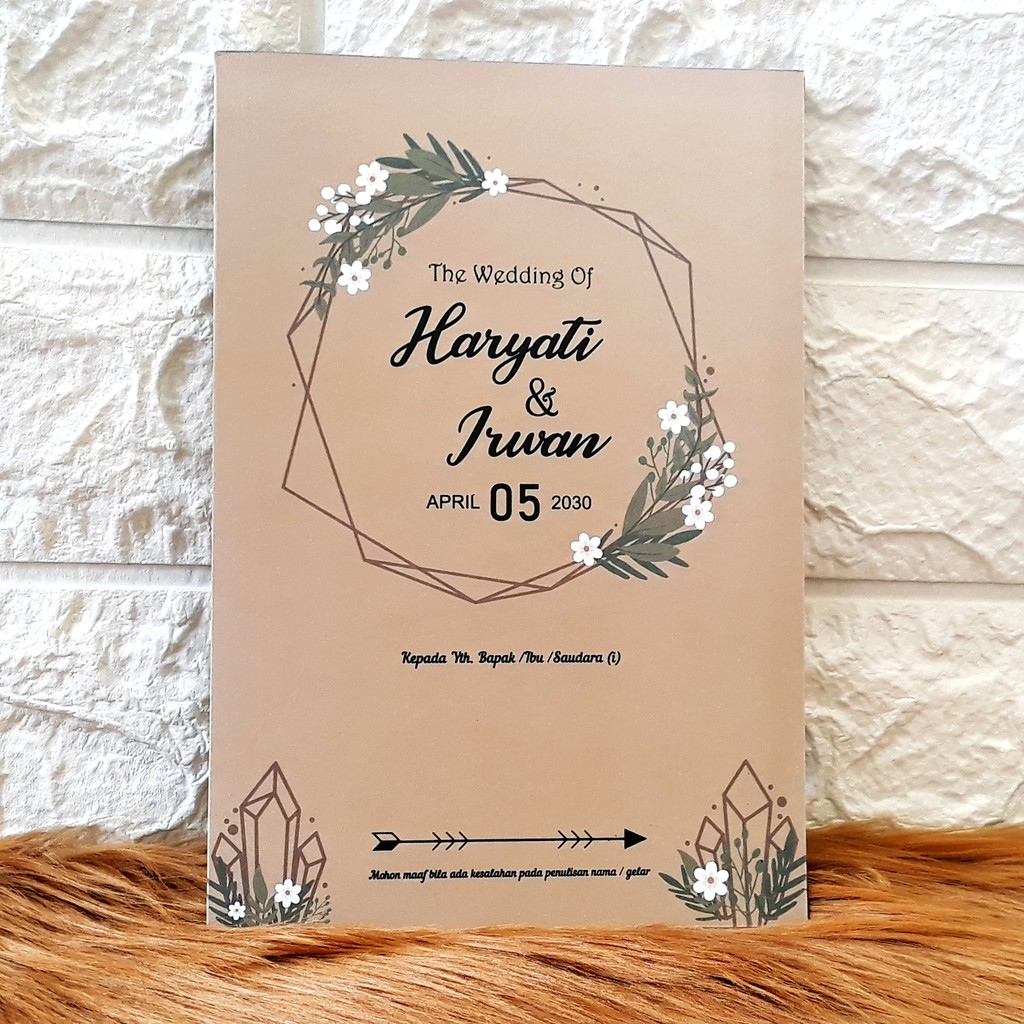 The Wedding Of
Haryati
&
Irwan
APRIL 05 2030
Kepada Yth. Bapak /Ibu /Saudara (i)
Mohon maaf bila ada kesalahan pada penulisan nama / gelar